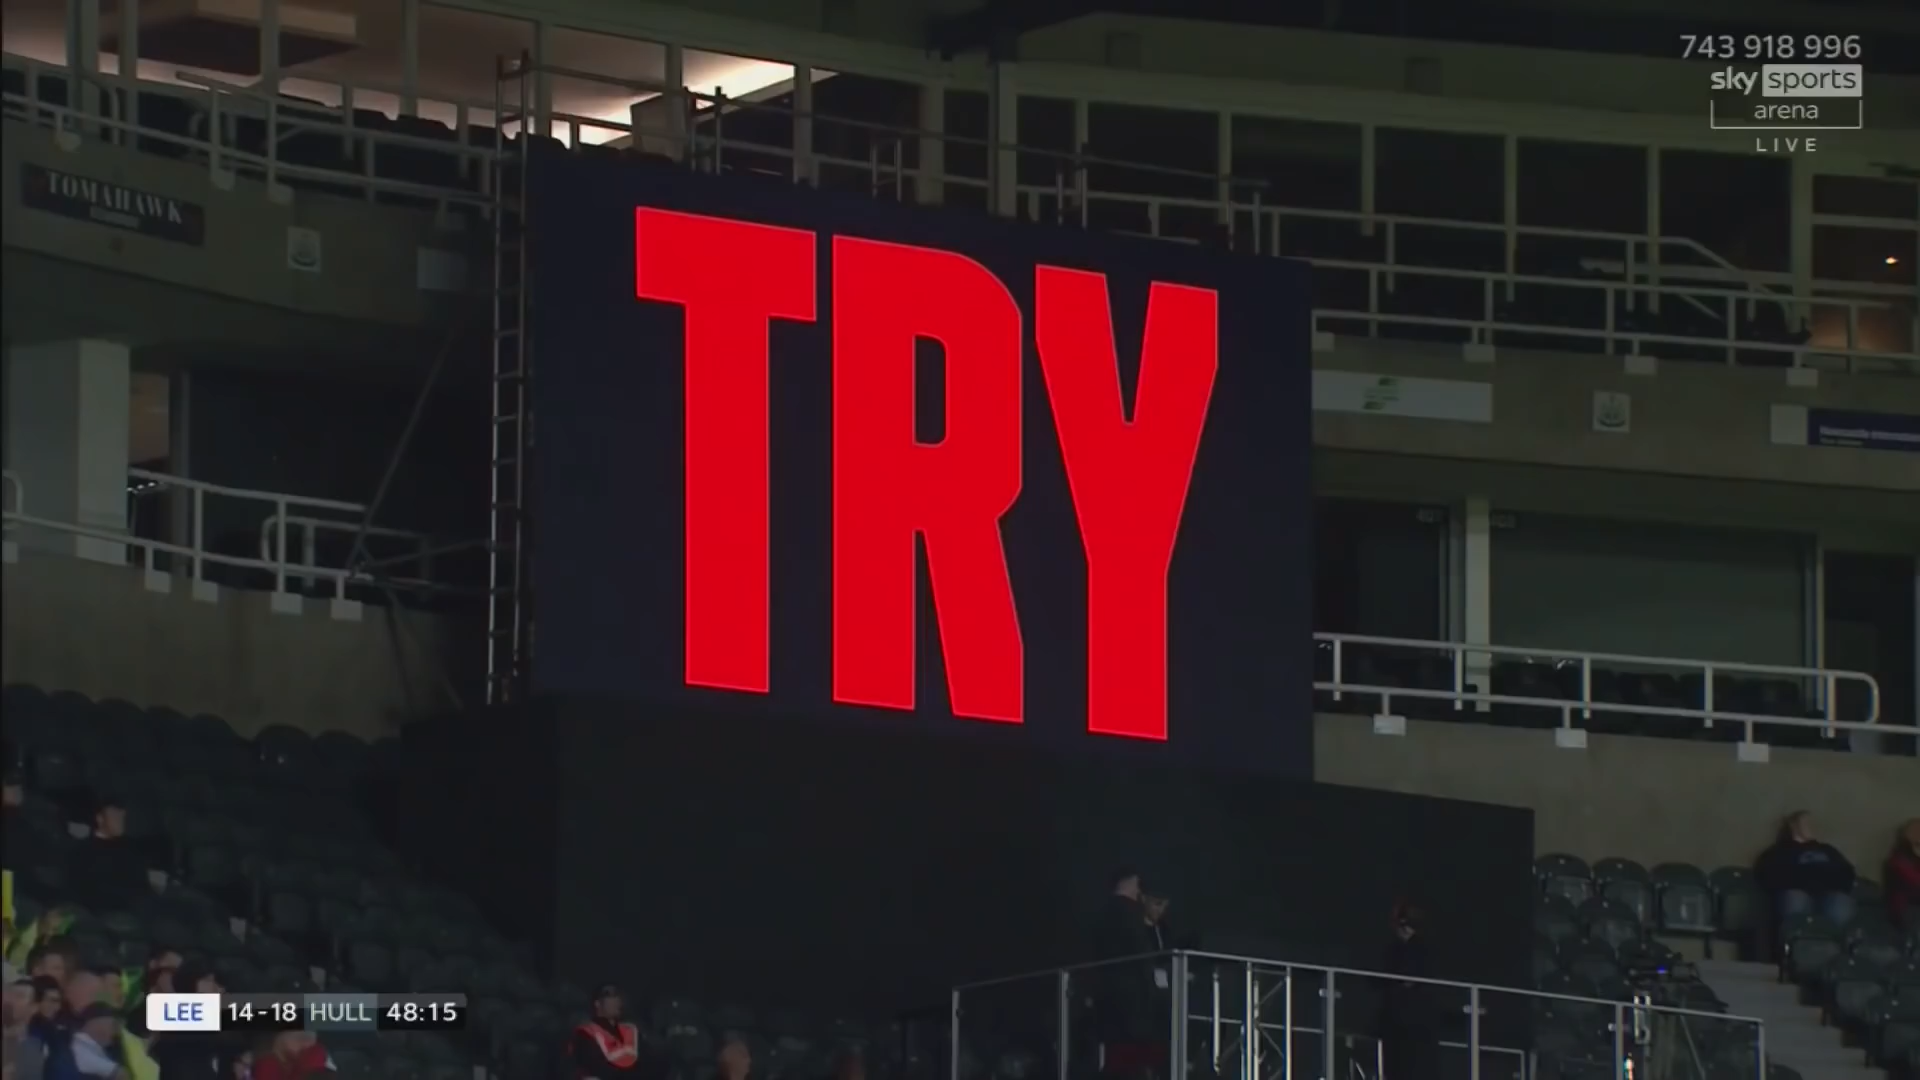 743 918 996
sky sports
arena
LIVE
TOMAHAWK
TRY
LEE 14-18 HULL 48:15